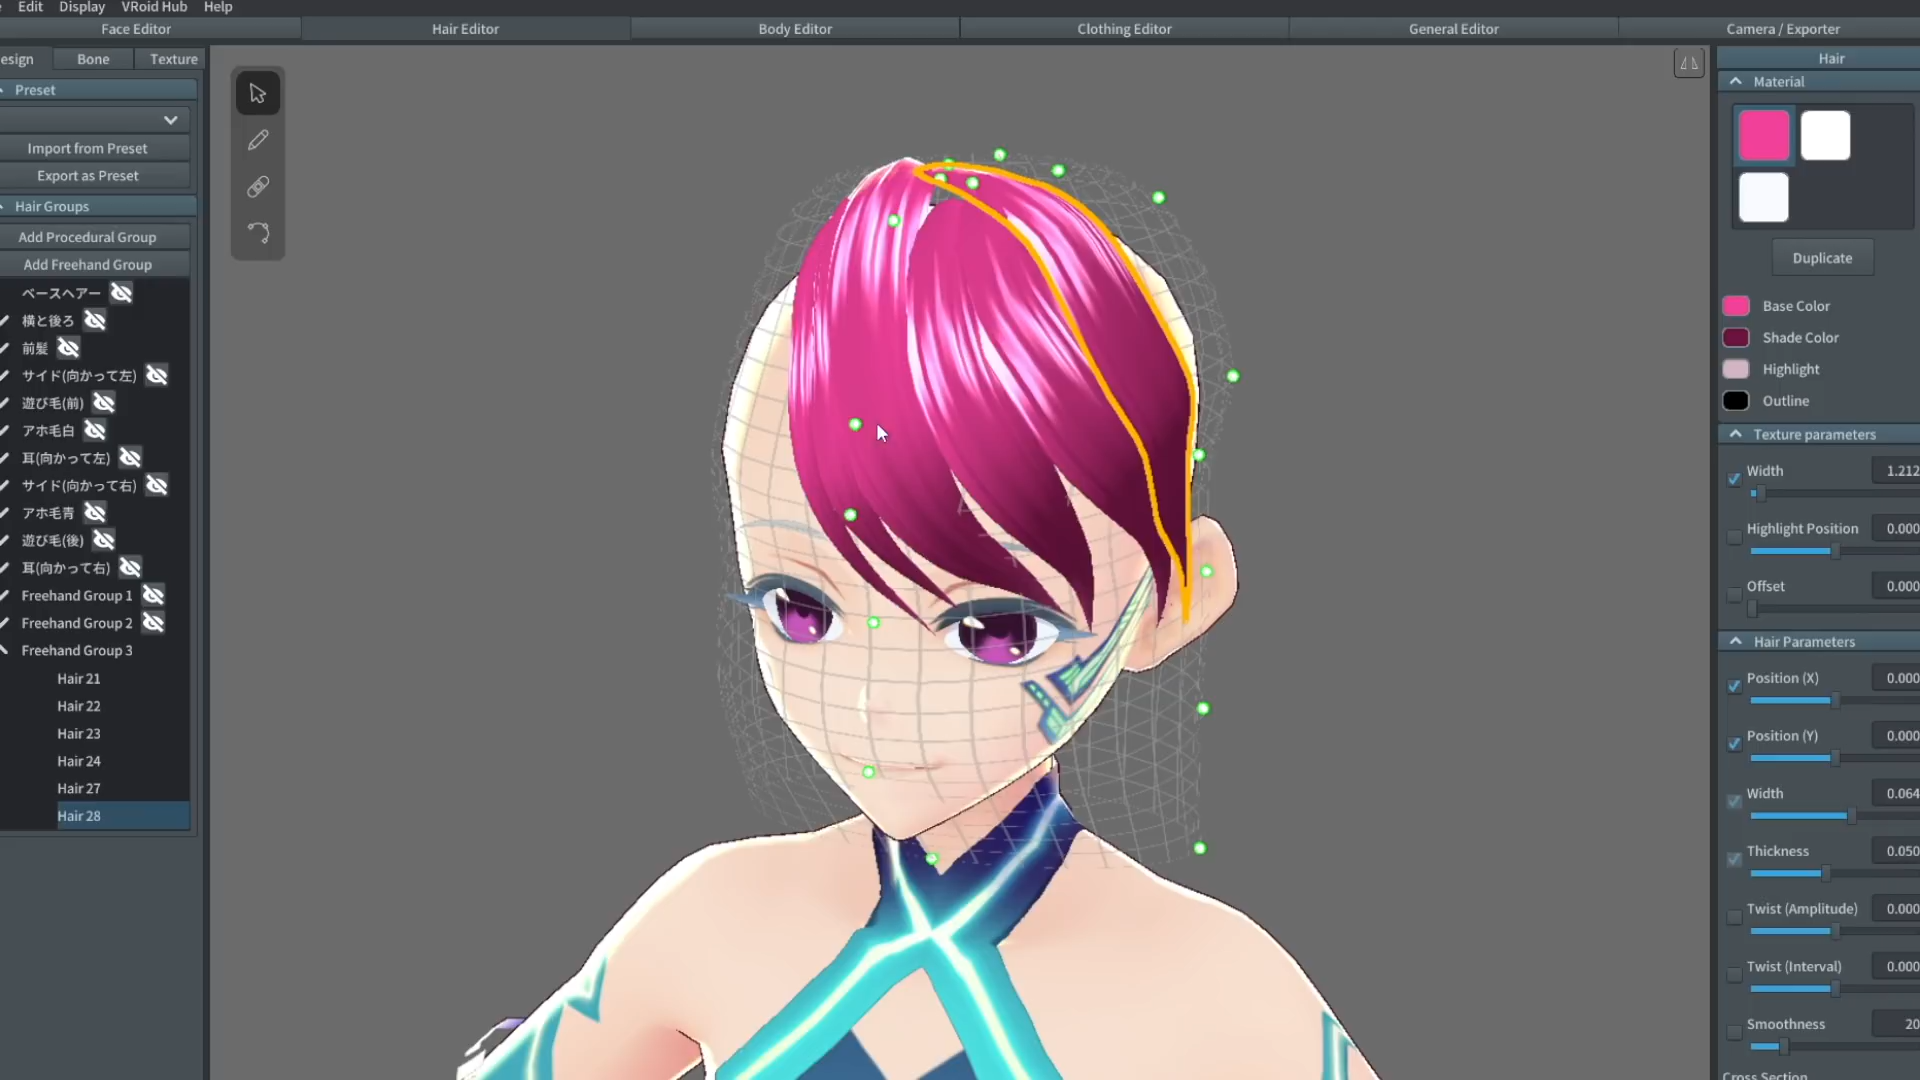 Edit Display VRoid Hub Help
Face Editor Hair Editor Body Editor Clothing Editor General Editor Camera / Exporter
esign Bone Texture
Preset
Import from Preset
Export as Preset
Hair Groups
Add Procedural Group
Add Freehand Group
ベースヘアー
横と後ろ
前髪
サイド(向かって左)
遊び毛(前)
アホ毛白
耳(向かって左)
サイド(向かって右)
アホ毛青
遊び毛(後)
耳(向かって右)
Freehand Group 1
Freehand Group 2
Freehand Group 3
Hair 21
Hair 22
Hair 23
Hair 24
Hair 27
Hair 28
Hair
Material
Duplicate
Base Color
Shade Color
Highlight
Outline
Texture parameters
Width 1.212
Highlight Position 0.000
Offset 0.000
Hair Parameters
Position (X) 0.000
Position (Y) 0.000
Width 0.064
Thickness 0.050
Twist (Amplitude) 0.000
Twist (Interval) 0.000
Smoothness 20
Cross Section